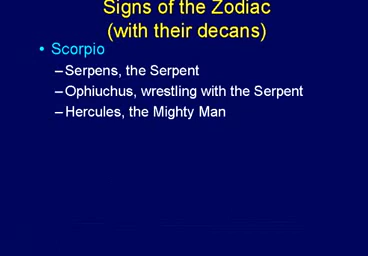 Signs of the Zodiac
(with their decans)
• Scorpio
– Serpens, the Serpent
– Ophiuchus, wrestling with the Serpent
– Hercules, the Mighty Man